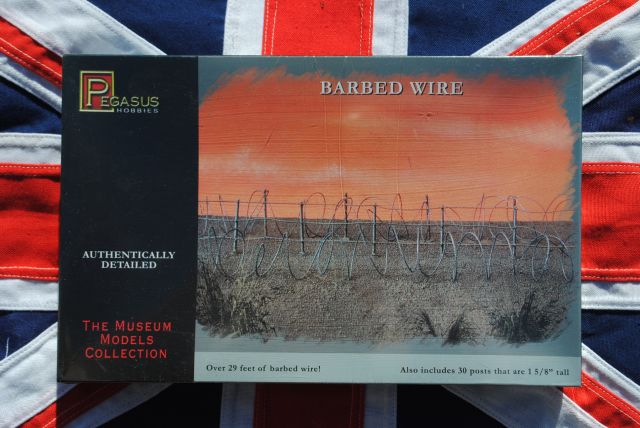 PEGASUS
HOBBIES
BARBED WIRE
AUTHENTICALLY
DETAILED
THE MUSEUM
MODELS
COLLECTION
Over 29 feet of barbed wire!
Also includes 30 posts that are 1 5/8" tall